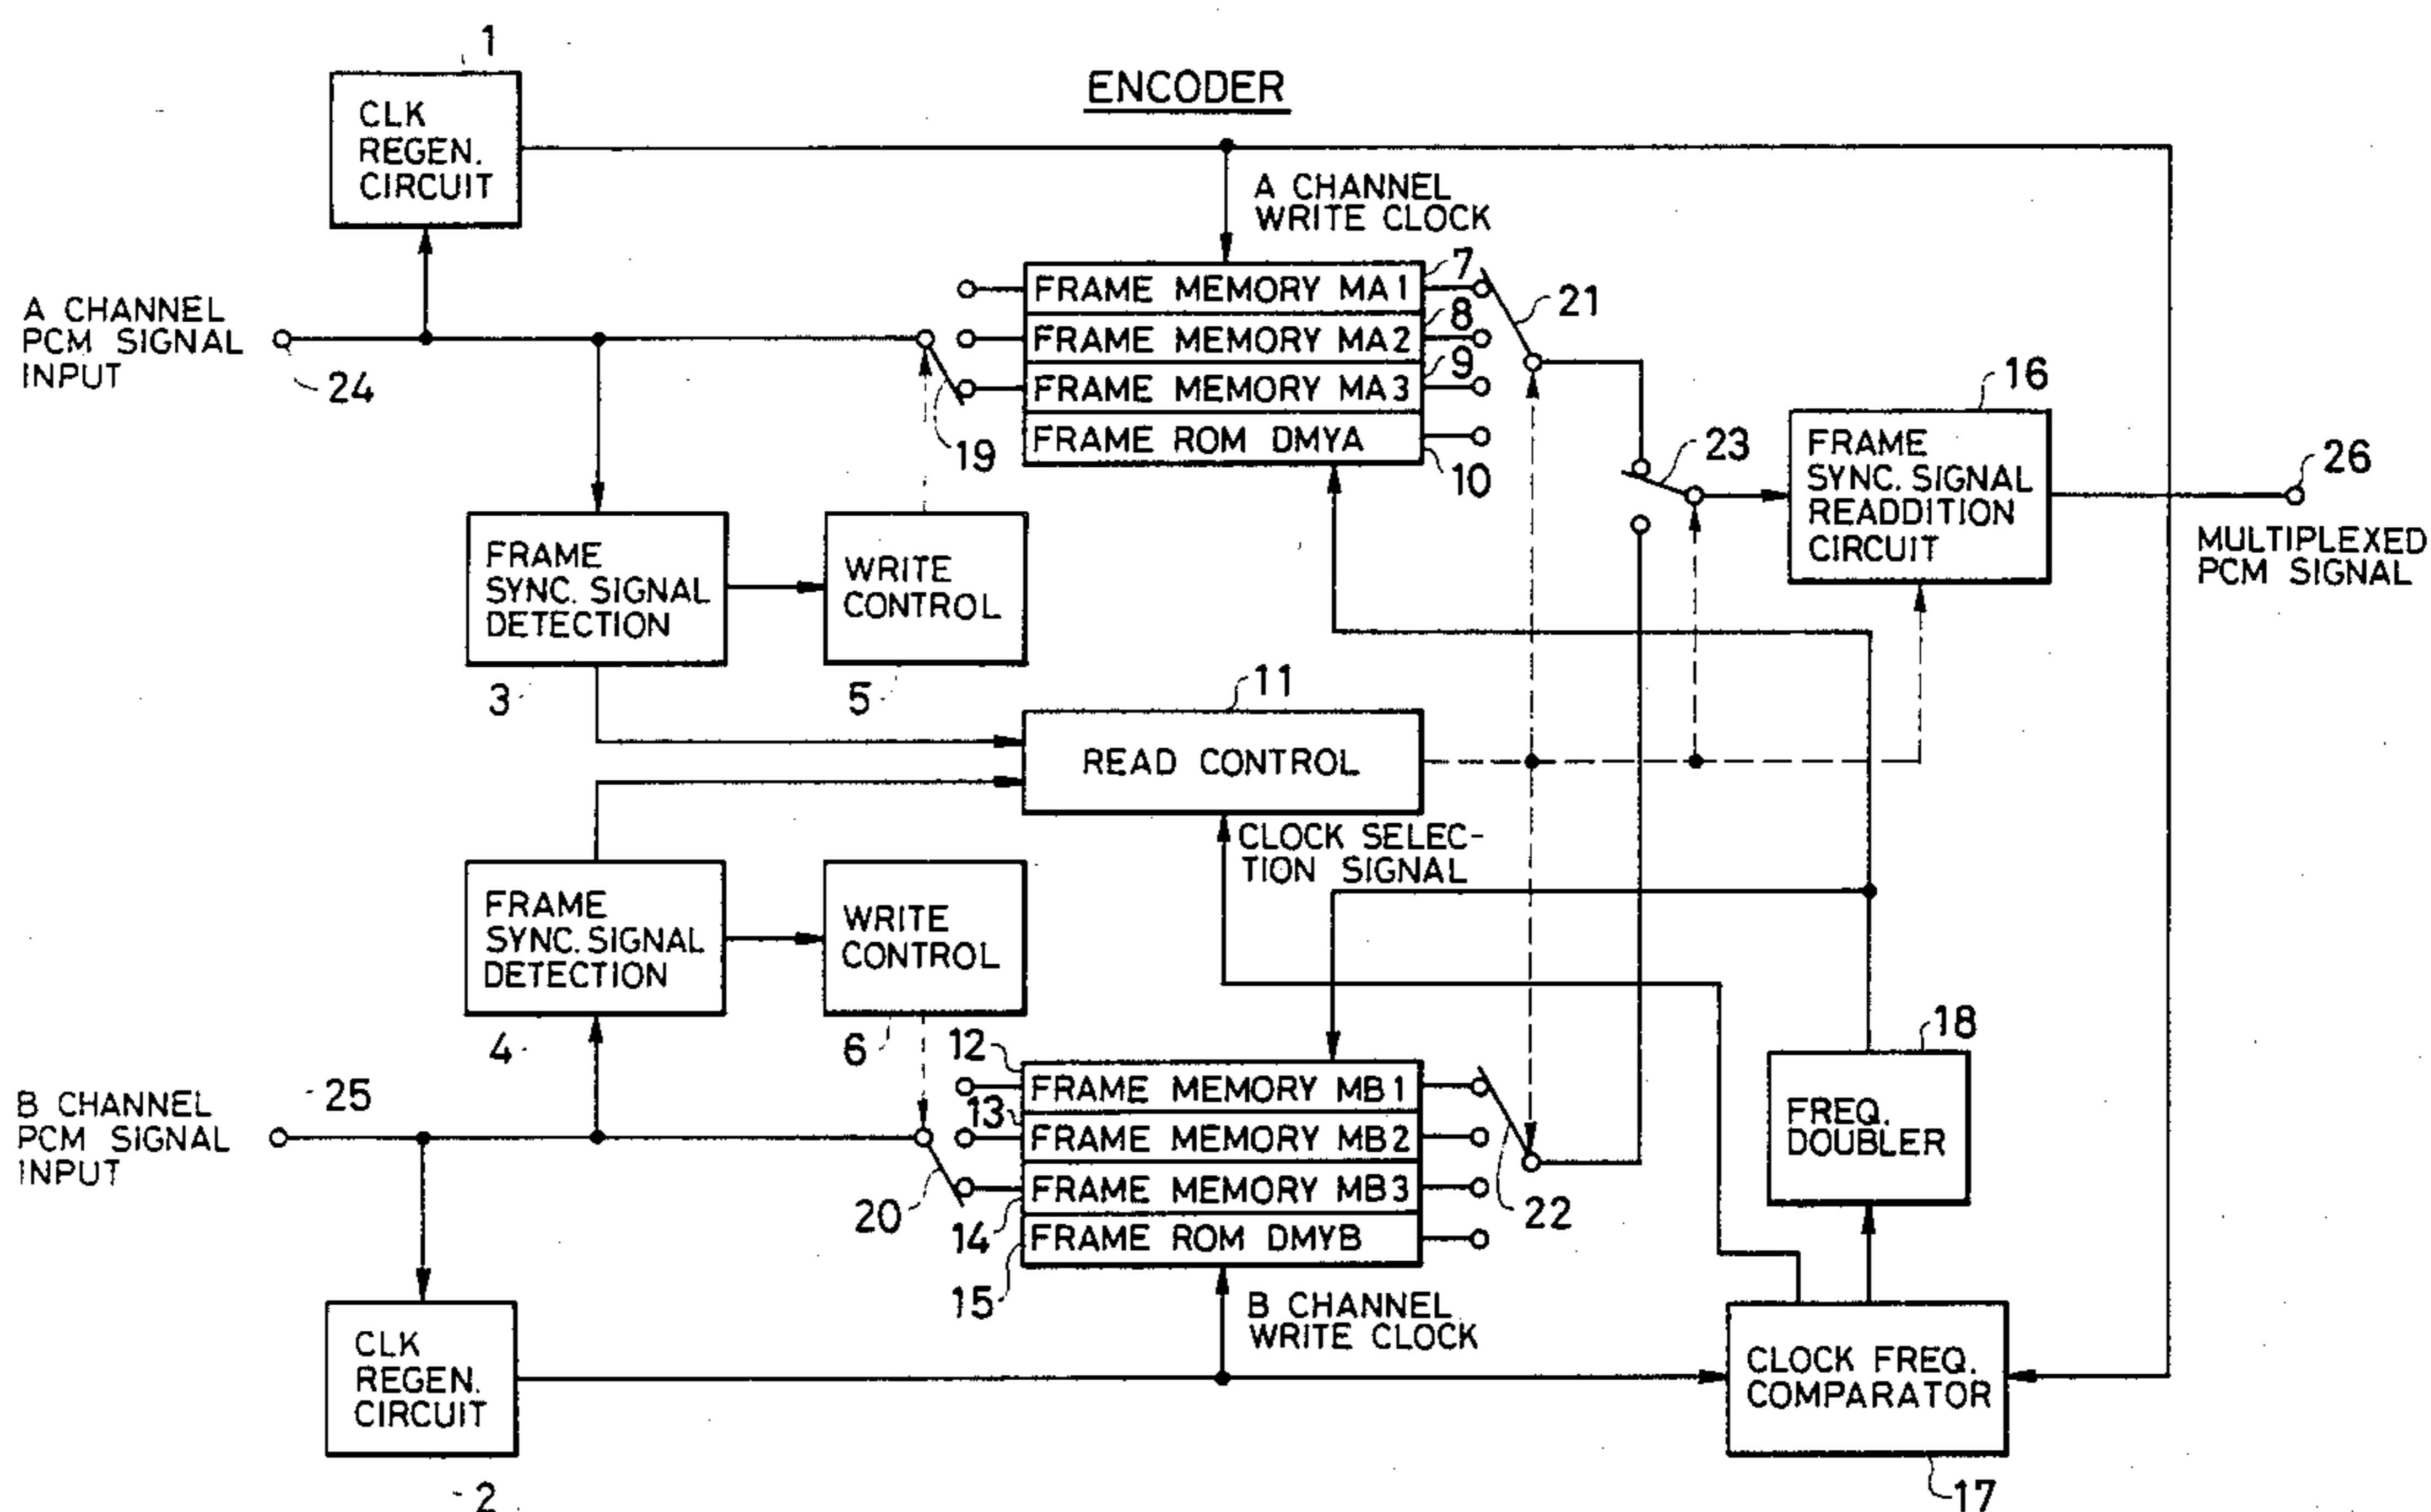 1
ENCODER
CLK
REGEN.
CIRCUIT
A CHANNEL
WRITE CLOCK
A CHANNEL
PCM SIGNAL
INPUT
24
19
FRAME MEMORY MA1
7
FRAME MEMORY MA2
8
FRAME MEMORY MA3
9
FRAME ROM DMYA
10
21
23
16
FRAME
SYNC. SIGNAL
READDITION
CIRCUIT
26
MULTIPLEXED
PCM SIGNAL
FRAME
SYNC. SIGNAL
DETECTION
3
WRITE
CONTROL
5
11
READ CONTROL
CLOCK SELEC-
TION SIGNAL
FRAME
SYNC. SIGNAL
DETECTION
4
WRITE
CONTROL
6
25
B CHANNEL
PCM SIGNAL
INPUT
20
12
FRAME MEMORY MB1
13
FRAME MEMORY MB2
FRAME MEMORY MB3
14
FRAME ROM DMYB
15
22
18
FREQ.
DOUBLER
B CHANNEL
WRITE CLOCK
CLK
REGEN.
CIRCUIT
2
CLOCK FREQ.
COMPARATOR
17